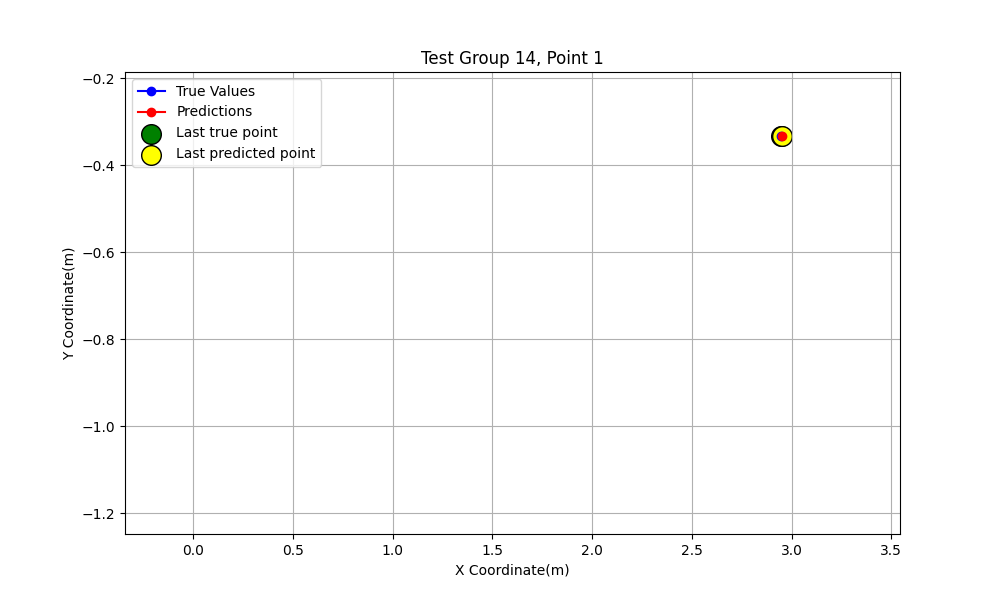 Test Group 14, Point 1
True Values
Predictions
Last true point
Last predicted point
−0.2
−0.4
−0.6
−0.8
−1.0
−1.2
Y Coordinate(m)
0.0 0.5 1.0 1.5 2.0 2.5 3.0 3.5
X Coordinate(m)